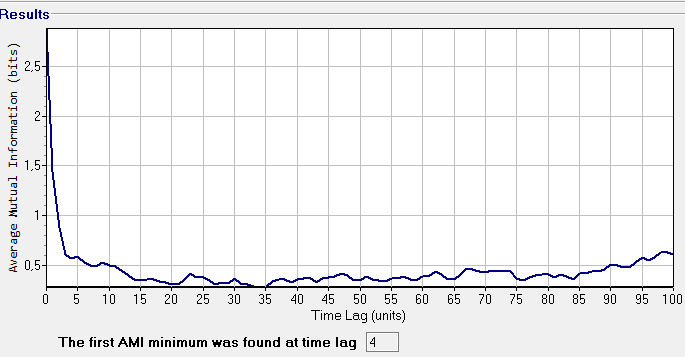 Results
Average Mutual Information (bits)
2,5
2
1,5
1
0,5
0 5 10 15 20 25 30 35 40 45 50 55 60 65 70 75 80 85 90 95 100
Time Lag (units)
The first AMI minimum was found at time lag 4